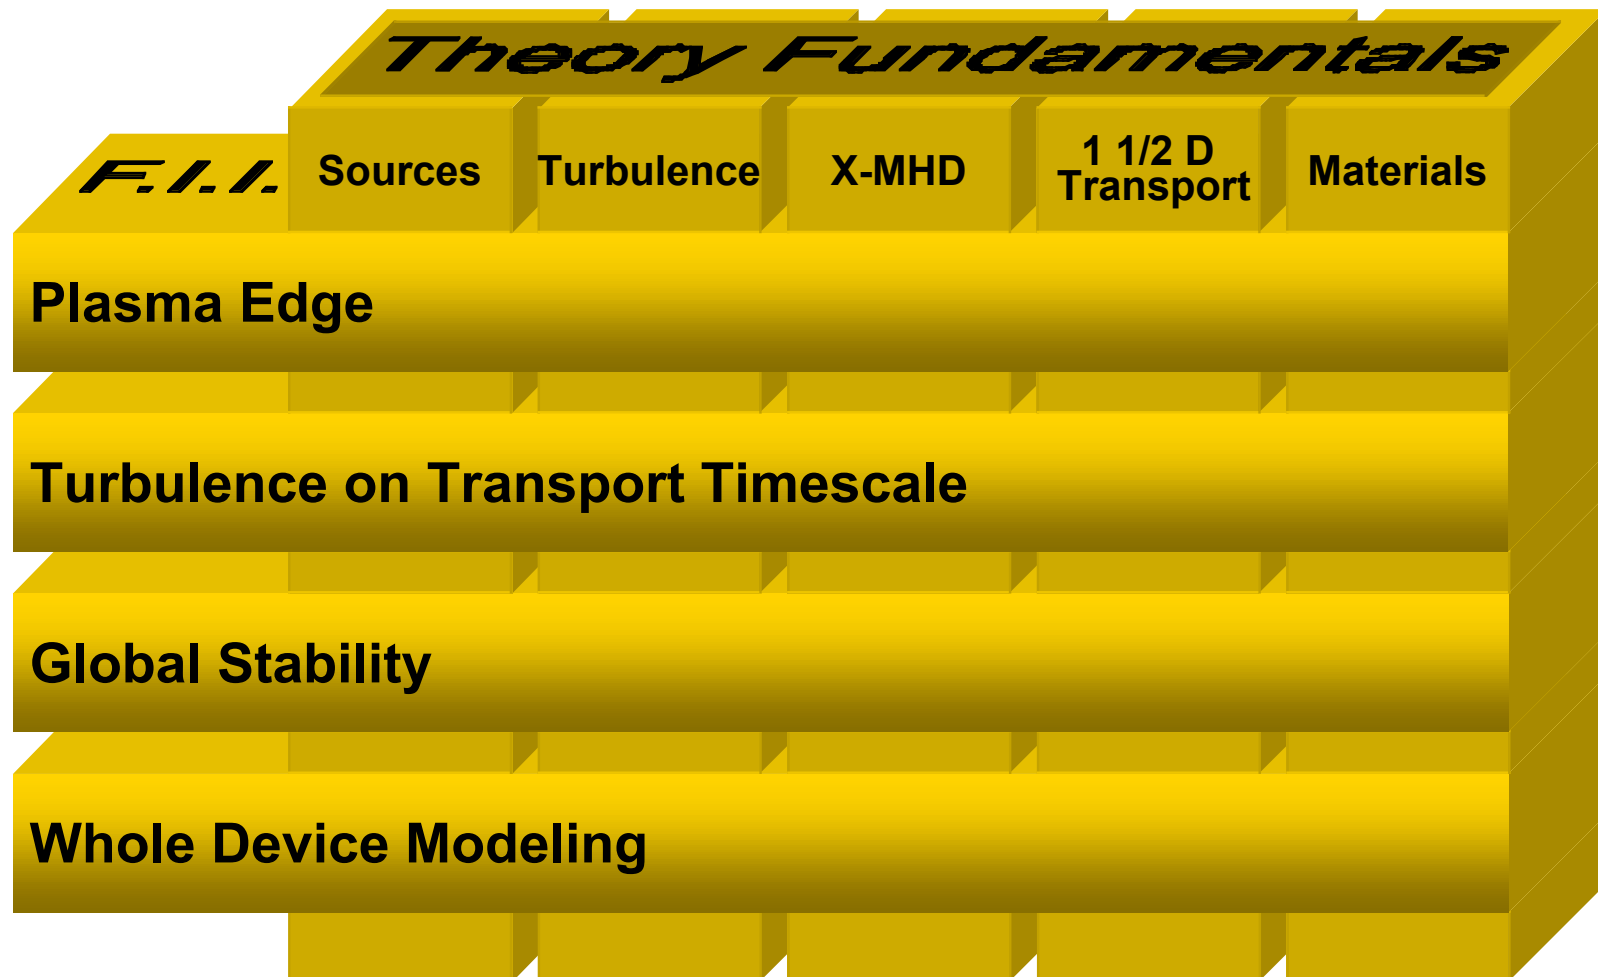 Theory Fundamentals
F.I.I.
Sources
Turbulence
X-MHD
1 1/2 D
Transport
Materials
Plasma Edge
Turbulence on Transport Timescale
Global Stability
Whole Device Modeling